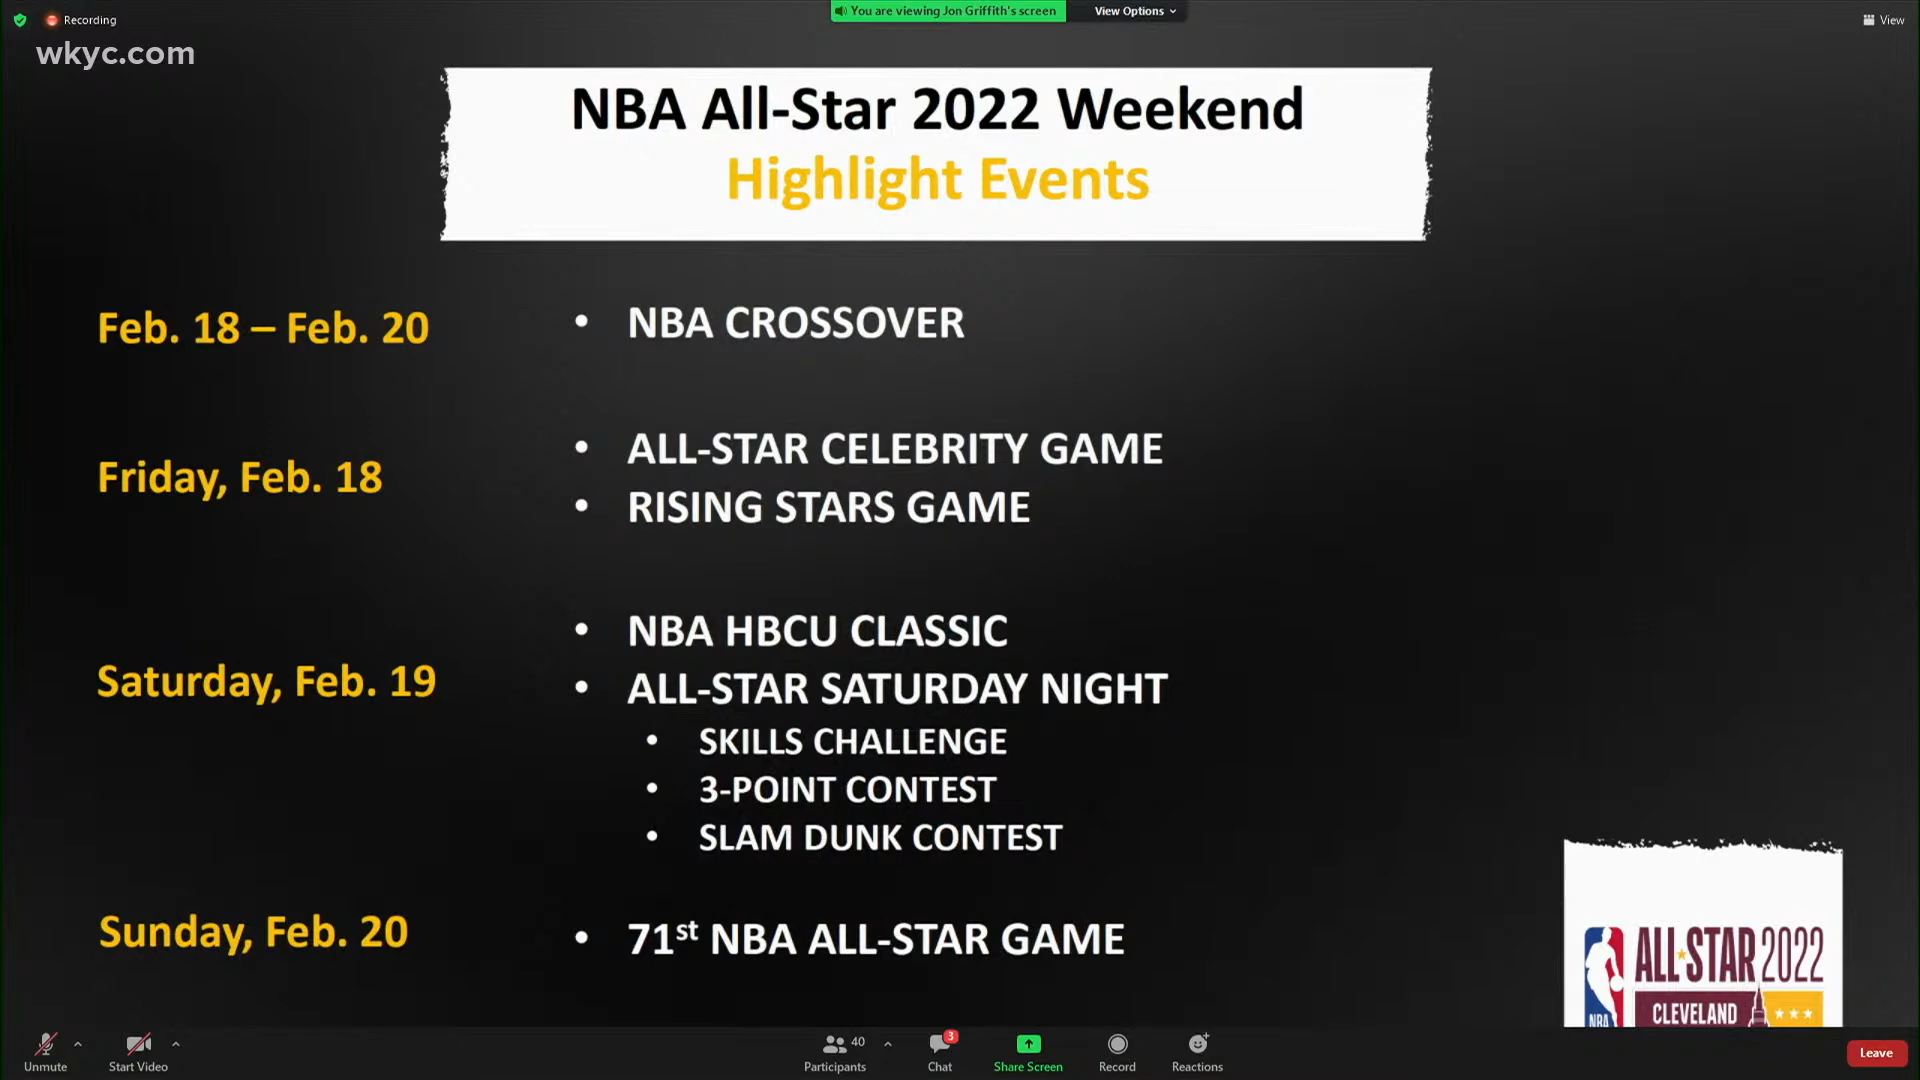 Recording
You are viewing Jon Griffith's screen
View Options
View
wkyc.com
NBA All-Star 2022 Weekend
Highlight Events
Feb. 18 – Feb. 20
• NBA CROSSOVER
Friday, Feb. 18
• ALL-STAR CELEBRITY GAME
• RISING STARS GAME
Saturday, Feb. 19
• NBA HBCU CLASSIC
• ALL-STAR SATURDAY NIGHT
• SKILLS CHALLENGE
• 3-POINT CONTEST
• SLAM DUNK CONTEST
Sunday, Feb. 20
• 71st NBA ALL-STAR GAME
ALL★STAR 2022
NBA
CLEVELAND
Unmute
Start Video
40
Participants
3
Chat
Share Screen
Record
Reactions
Leave